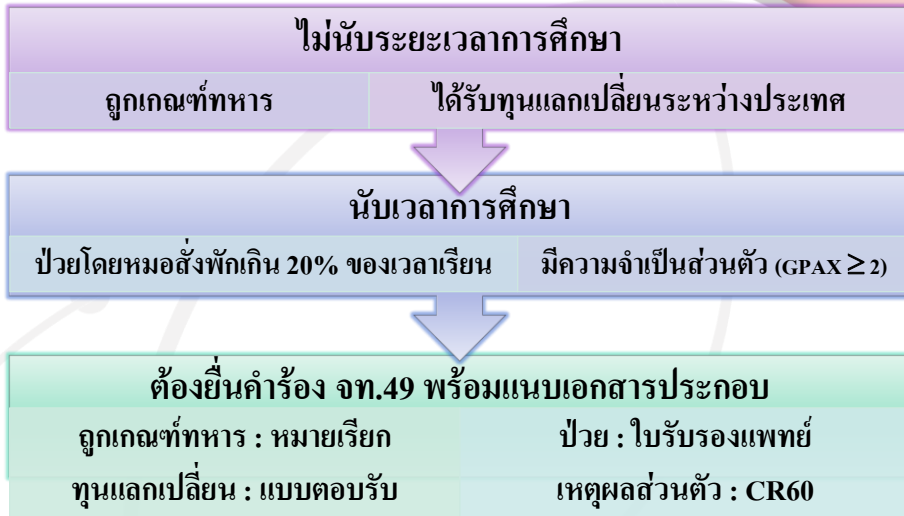 ไม่นับระยะเวลาการศึกษา
ถูกเกณฑ์ทหาร ได้รับทุนแลกเปลี่ยนระหว่างประเทศ
นับเวลาการศึกษา
ป่วยโดยหมอสั่งพักเกิน 20% ของเวลาเรียน มีความจำเป็นส่วนตัว (GPAX ≥ 2)
ต้องยื่นคำร้อง จท.49 พร้อมแนบเอกสารประกอบ
ถูกเกณฑ์ทหาร : หมายเรียก ป่วย : ใบรับรองแพทย์
ทุนแลกเปลี่ยน : แบบตอบรับ เหตุผลส่วนตัว : CR60